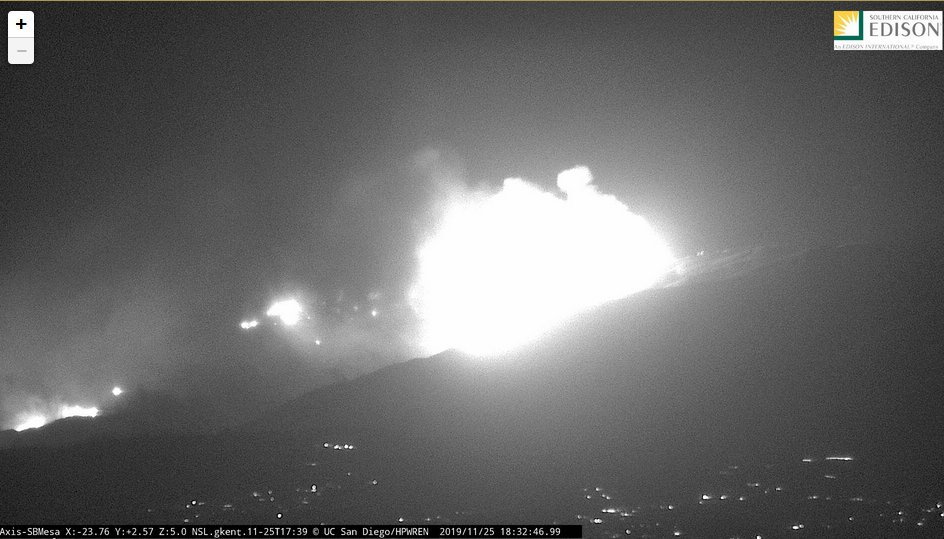 +
−
SOUTHERN CALIFORNIA
EDISON
An EDISON INTERNATIONAL® Company
Axis-SBMesa X:-23.76 Y:+2.57 Z:5.0 NSL.gkent.11-25T17:39 © UC San Diego/HPWREN 2019/11/25 18:32:46.99